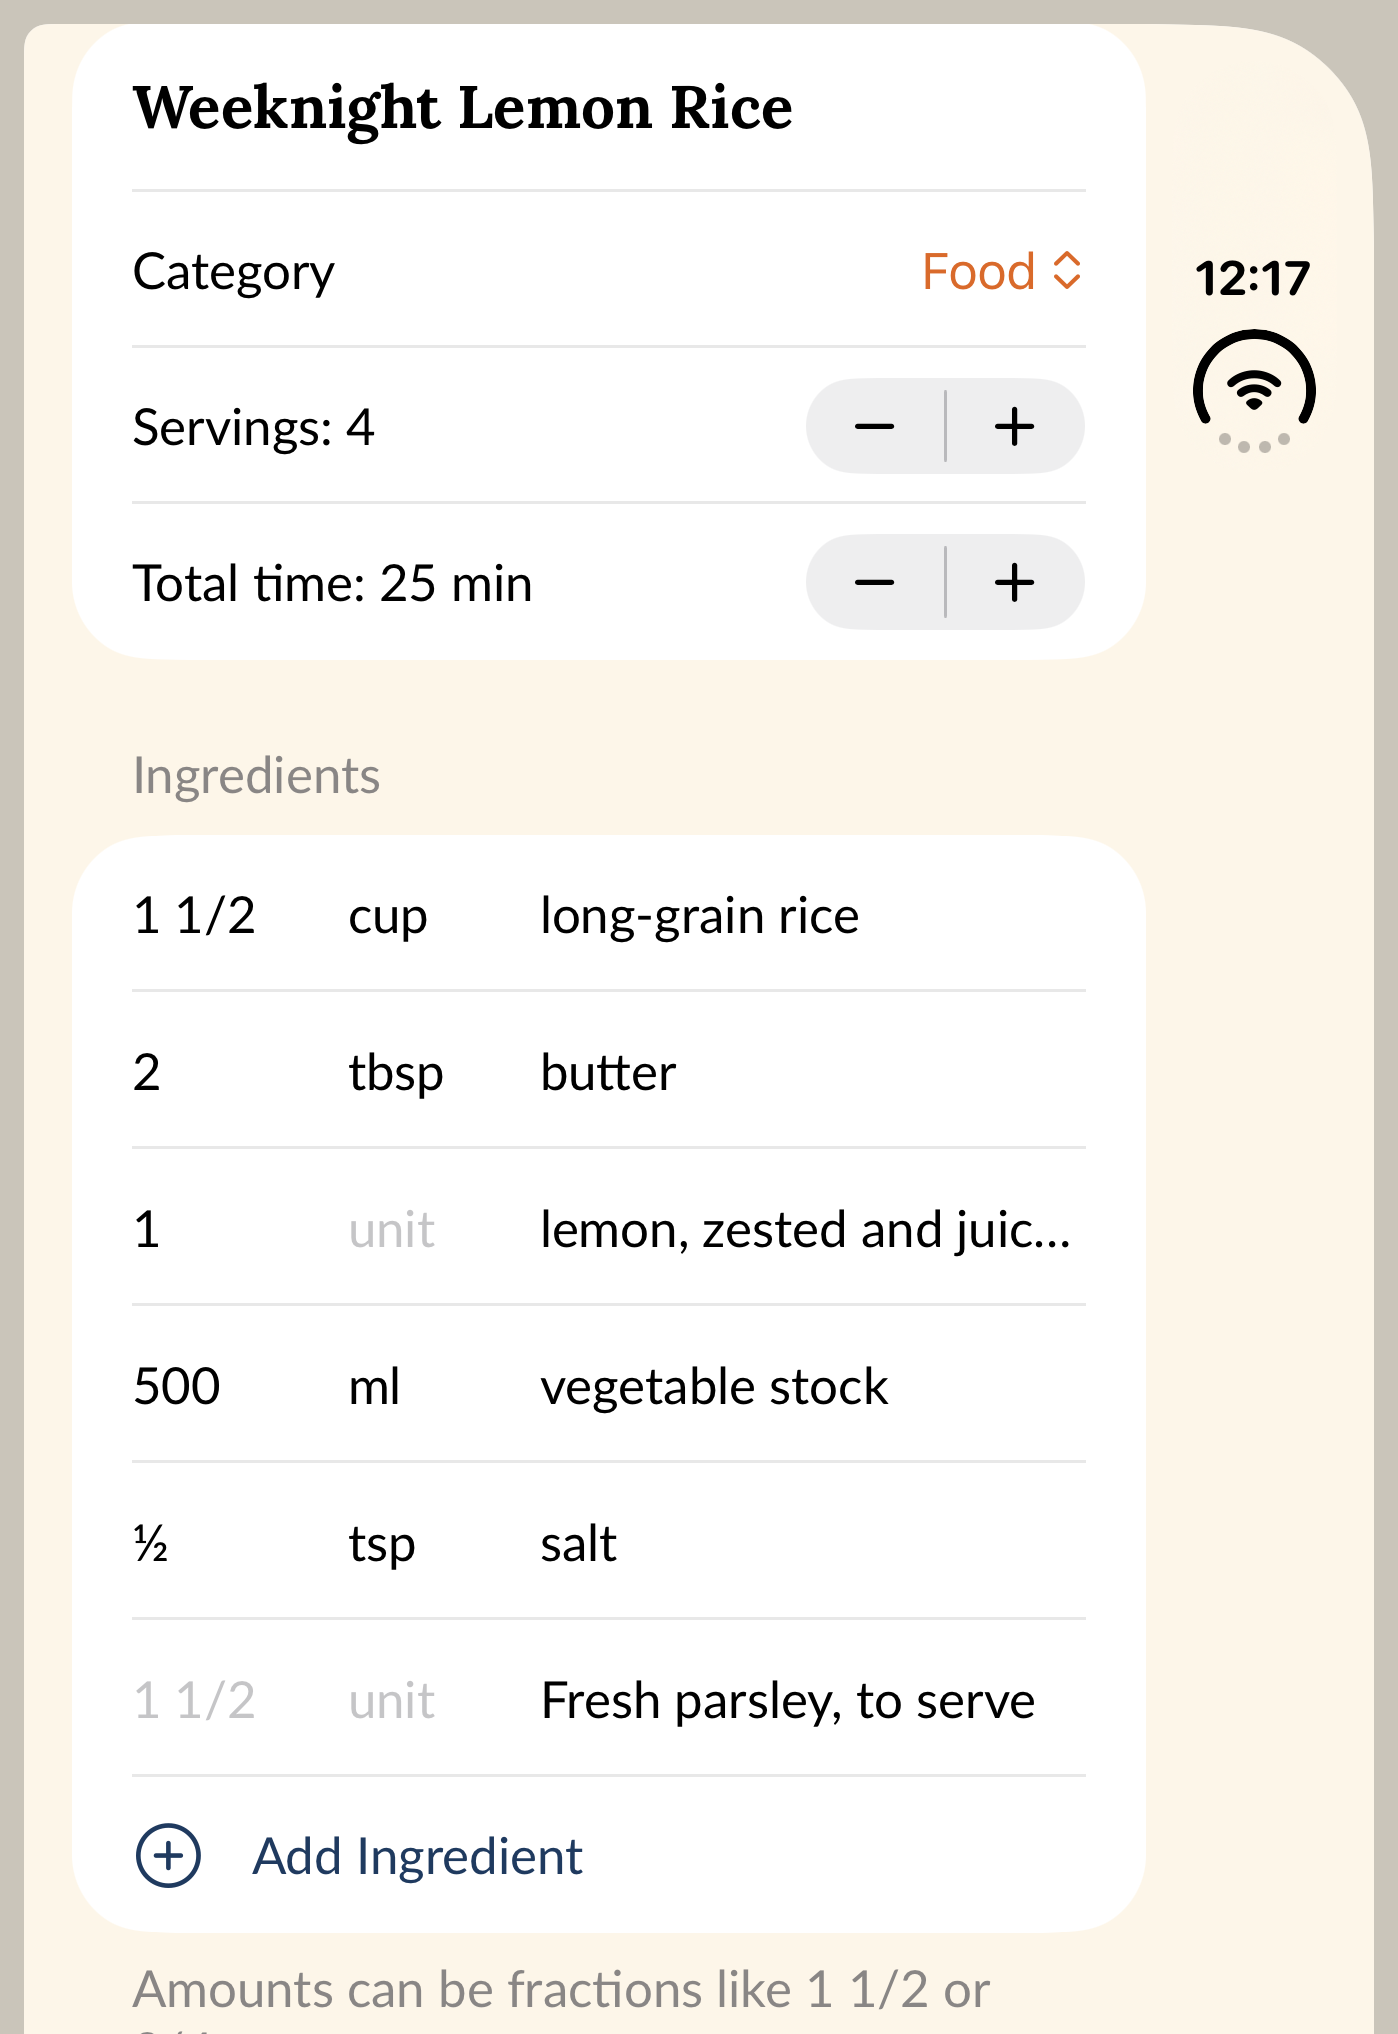 Weeknight Lemon Rice
Category Food
12:17
Servings: 4
Total time: 25 min
Ingredients
1 1/2 cup long-grain rice
2 tbsp butter
1 unit lemon, zested and juic...
500 ml vegetable stock
½ tsp salt
1 1/2 unit Fresh parsley, to serve
Add Ingredient
Amounts can be fractions like 1 1/2 or